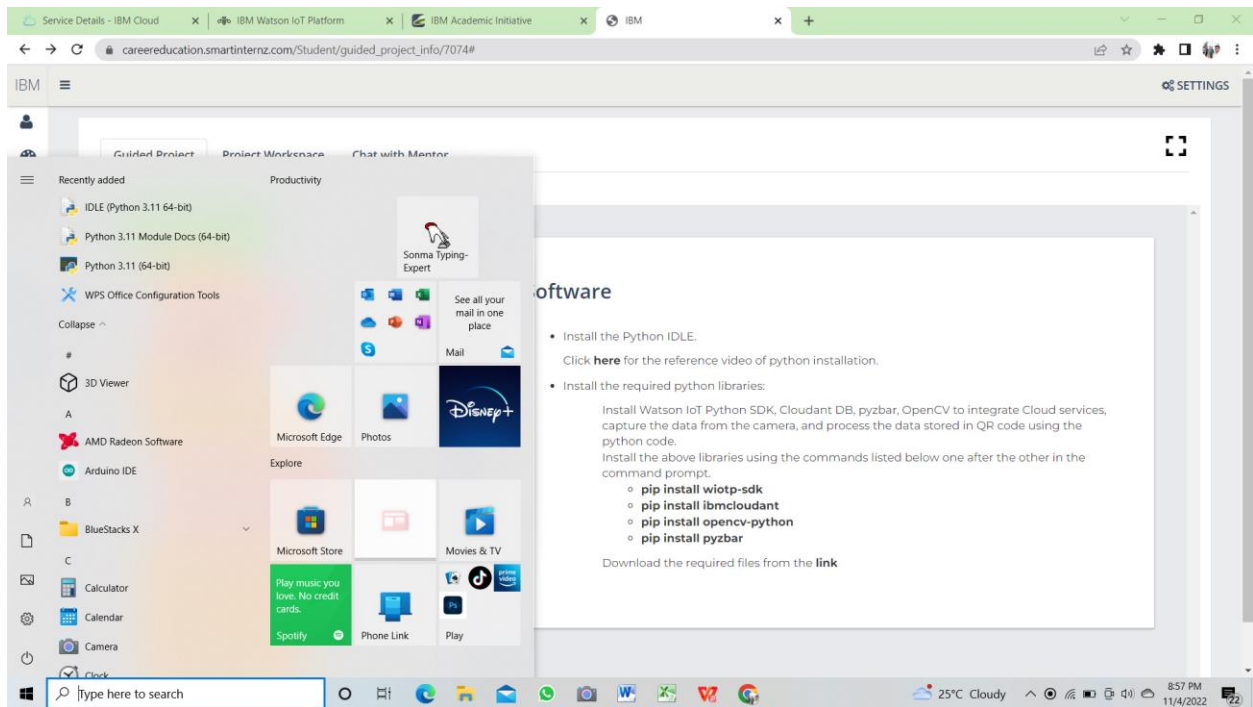 Service Details - IBM Cloud
IBM Watson IoT Platform
IBM Academic Initiative
IBM
careereducation.smartinternz.com/Student/guided_project_info/7074#
IBM
SETTINGS
Guided Project
Project Workspace
Chat with Mentor
Recently added
IDLE (Python 3.11 64-bit)
Python 3.11 Module Docs (64-bit)
Python 3.11 (64-bit)
WPS Office Configuration Tools
Collapse
#
3D Viewer
A
AMD Radeon Software
Arduino IDE
B
BlueStacks X
C
Calculator
Calendar
Camera
Clock
Productivity
Sonma Typing-
Expert
See all your
mail in one
place
Mail
Microsoft Edge
Photos
Disney+
Explore
Microsoft Store
Movies & TV
Play music you
love. No credit
cards.
Spotify
Phone Link
prime
video
Ps
Play
oftware
• Install the Python IDLE.
Click here for the reference video of python installation.
• Install the required python libraries:
Install Watson IoT Python SDK, Cloudant DB, pyzbar, OpenCV to integrate Cloud services,
capture the data from the camera, and process the data stored in QR code using the
python code.
Install the above libraries using the commands listed below one after the other in the
command prompt.
pip install wiotp-sdk
pip install ibmcloudant
pip install opencv-python
pip install pyzbar
Download the required files from the link
Type here to search
25°C Cloudy
8:57 PM
11/4/2022
22